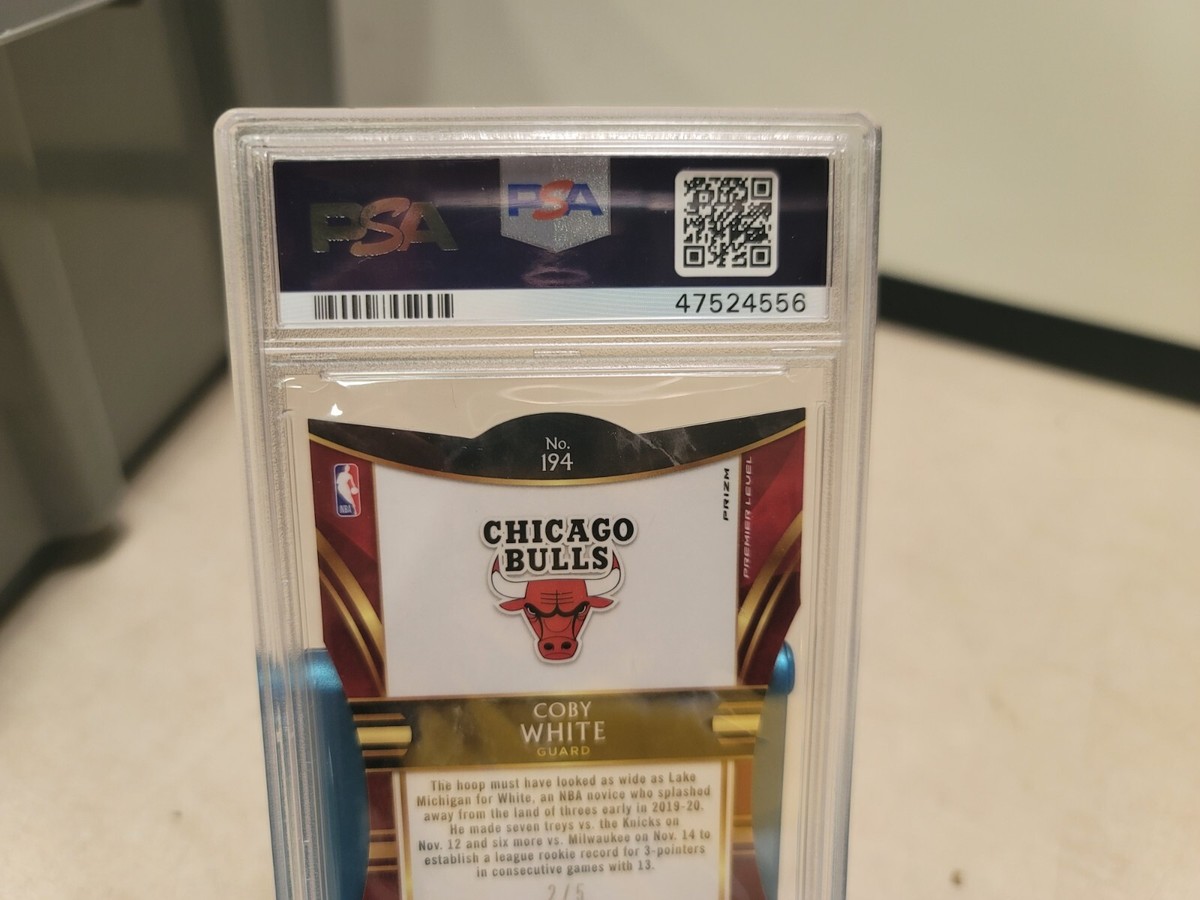 PSA
PSA
47524556
No.
194
NBA
PRIZM
PREMIER LEVEL
CHICAGO
BULLS
COBY
WHITE
GUARD
The hoop must have looked as wide as Lake
Michigan for White, an NBA novice who splashed
away from the land of threes early in 2019-20.
He made seven treys vs. the Knicks on
Nov. 12 and six more vs. Milwaukee on Nov. 14 to
establish a league rookie record for 3-pointers
in consecutive games with 13.
2/5